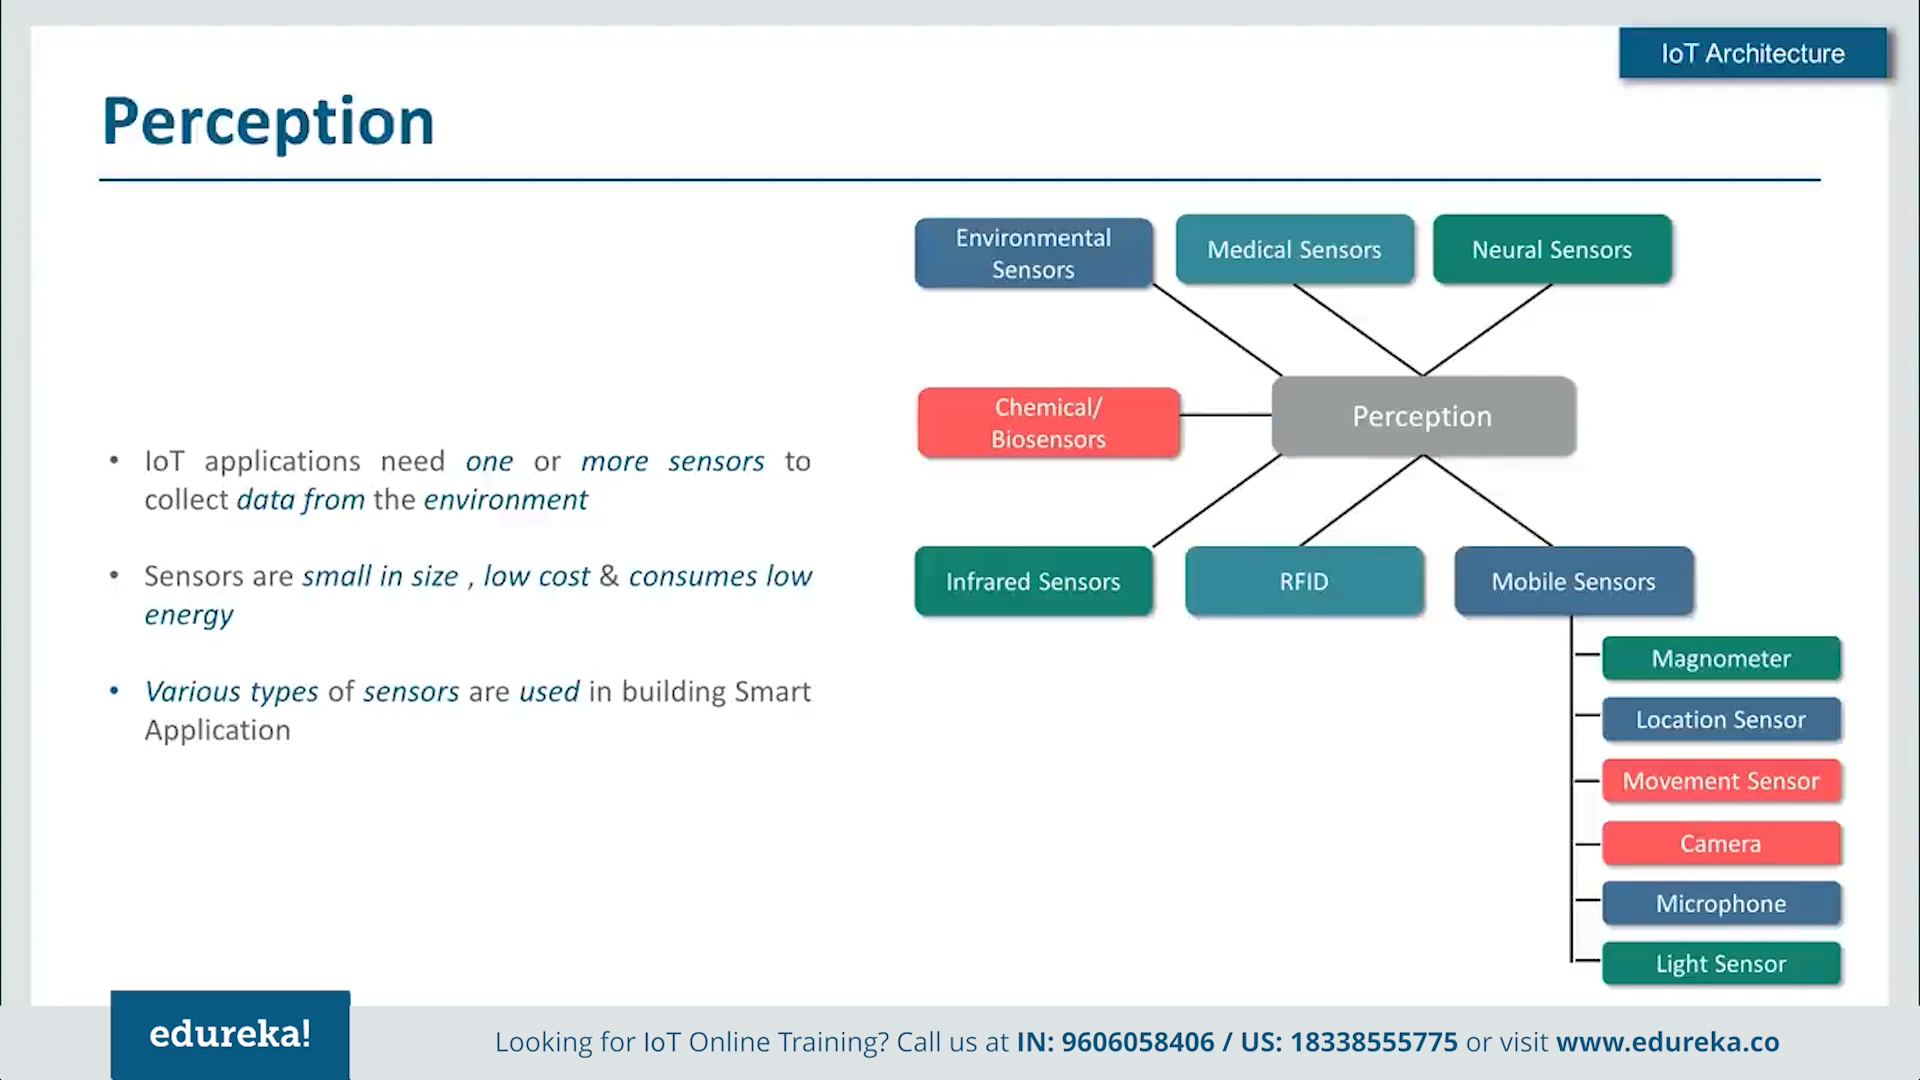 IoT Architecture
Perception
Environmental
Sensors
Medical Sensors
Neural Sensors
Chemical/
Biosensors
Perception
IoT applications need one or more sensors to
collect data from the environment
Sensors are small in size , low cost & consumes low
energy
Various types of sensors are used in building Smart
Application
Infrared Sensors
RFID
Mobile Sensors
Magnometer
Location Sensor
Movement Sensor
Camera
Microphone
Light Sensor
edureka!
Looking for IoT Online Training? Call us at IN: 9606058406 / US: 18338555775 or visit www.edureka.co